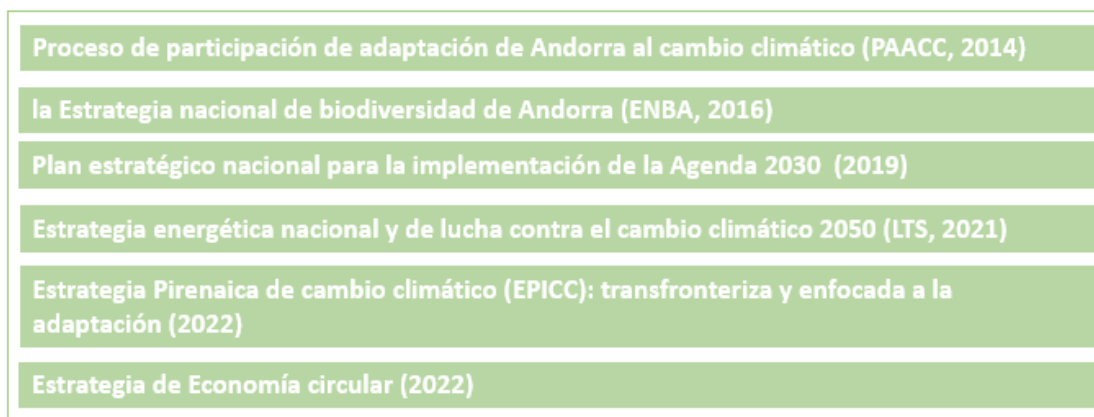 Proceso de participación de adaptación de Andorra al cambio climático (PAACC, 2014)
la Estrategia nacional de biodiversidad de Andorra (ENBA, 2016)
Plan estratégico nacional para la implementación de la Agenda 2030 (2019)
Estrategia energética nacional y de lucha contra el cambio climático 2050 (LTS, 2021)
Estrategia Pirenaica de cambio climático (EPICC): transfronteriza y enfocada a la
adaptación (2022)
Estrategia de Economía circular (2022)